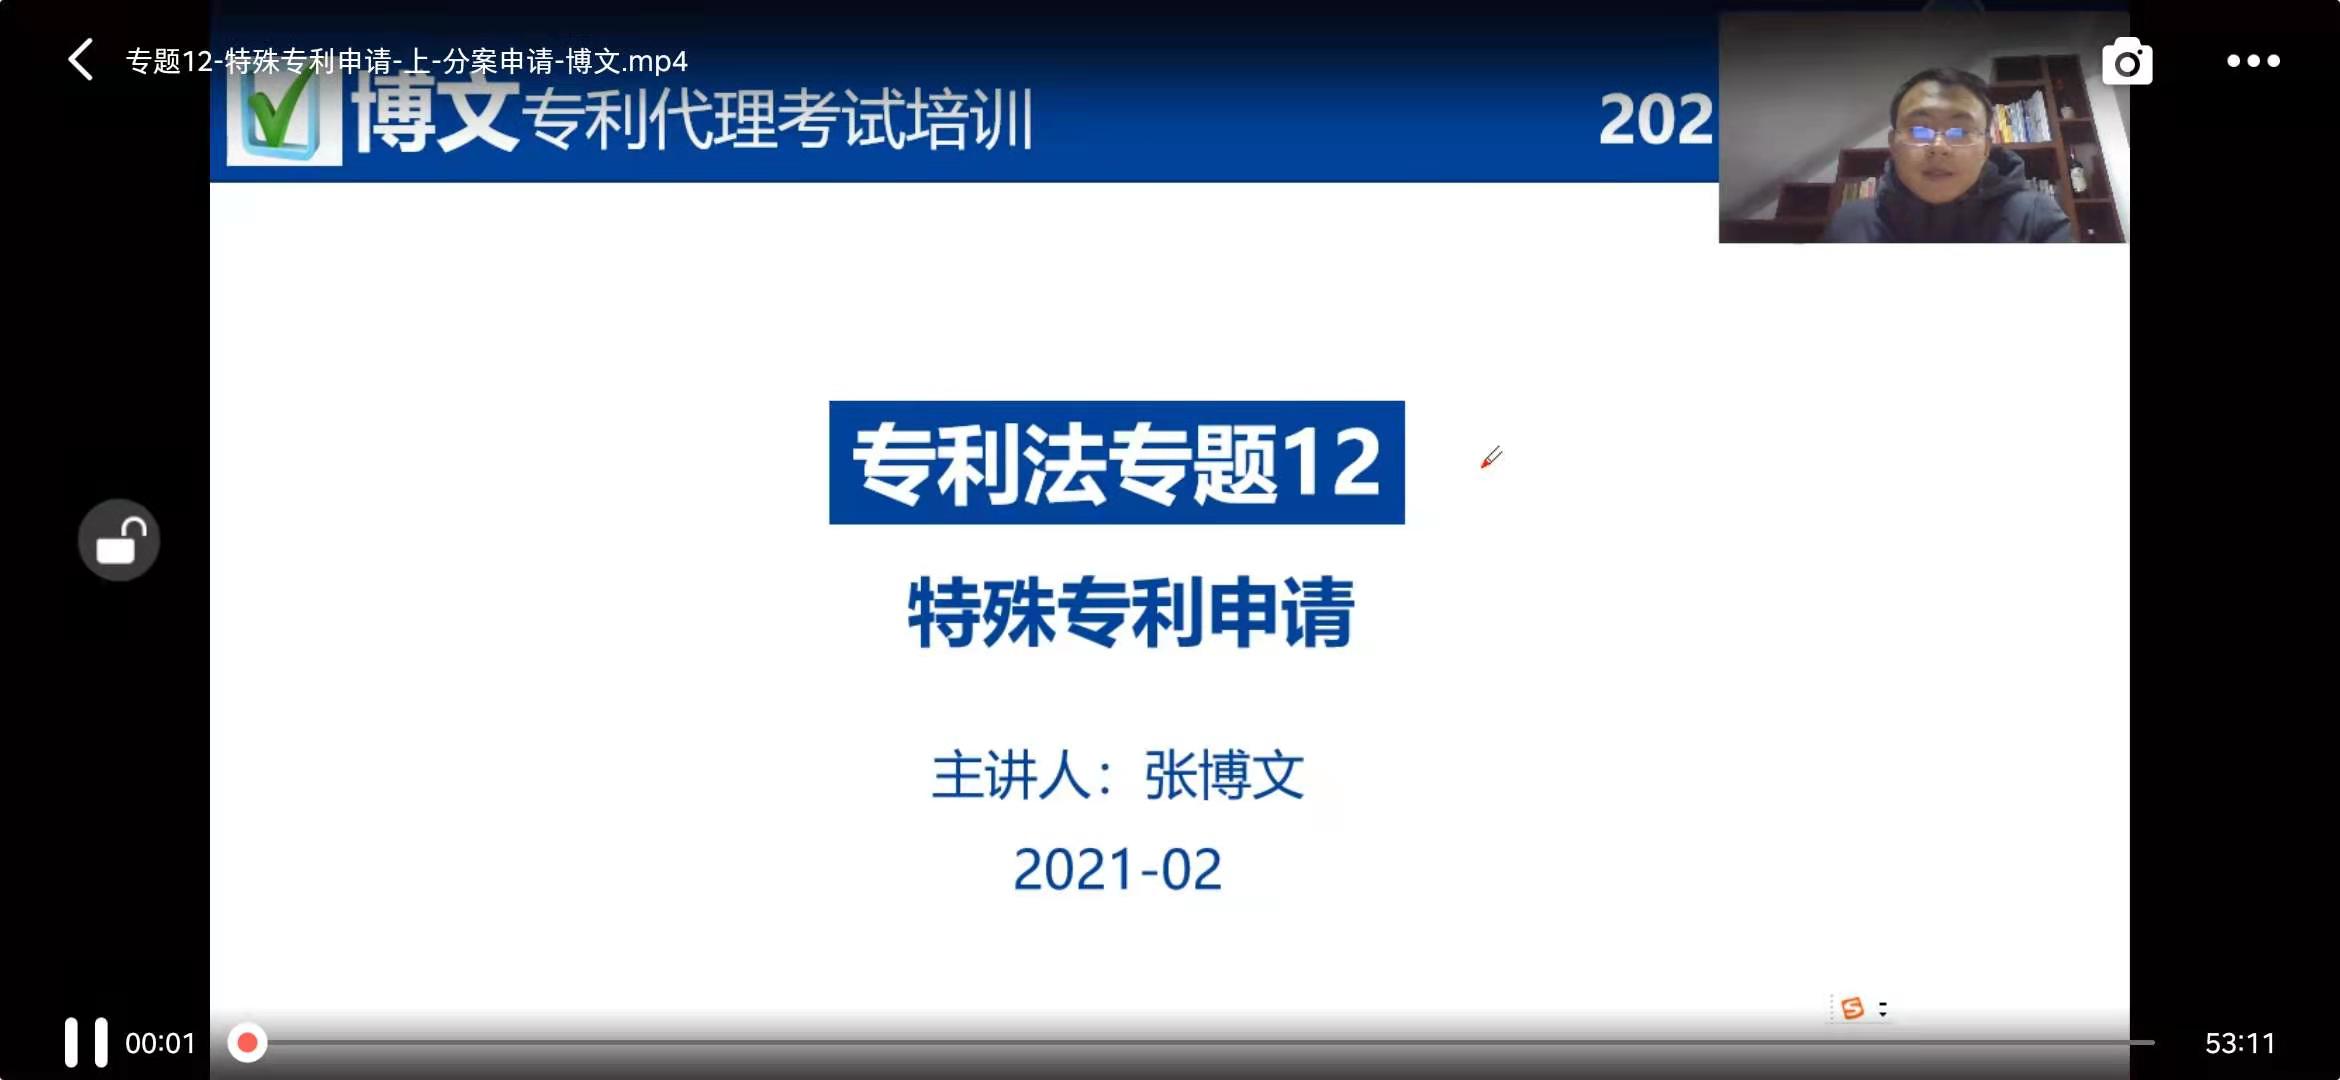 专题12-特殊专利申请-上-分案申请-博文.mp4
博文专利代理考试培训
202
专利法专题12
特殊专利申请
主讲人：张博文
2021-02
00:01
53:11